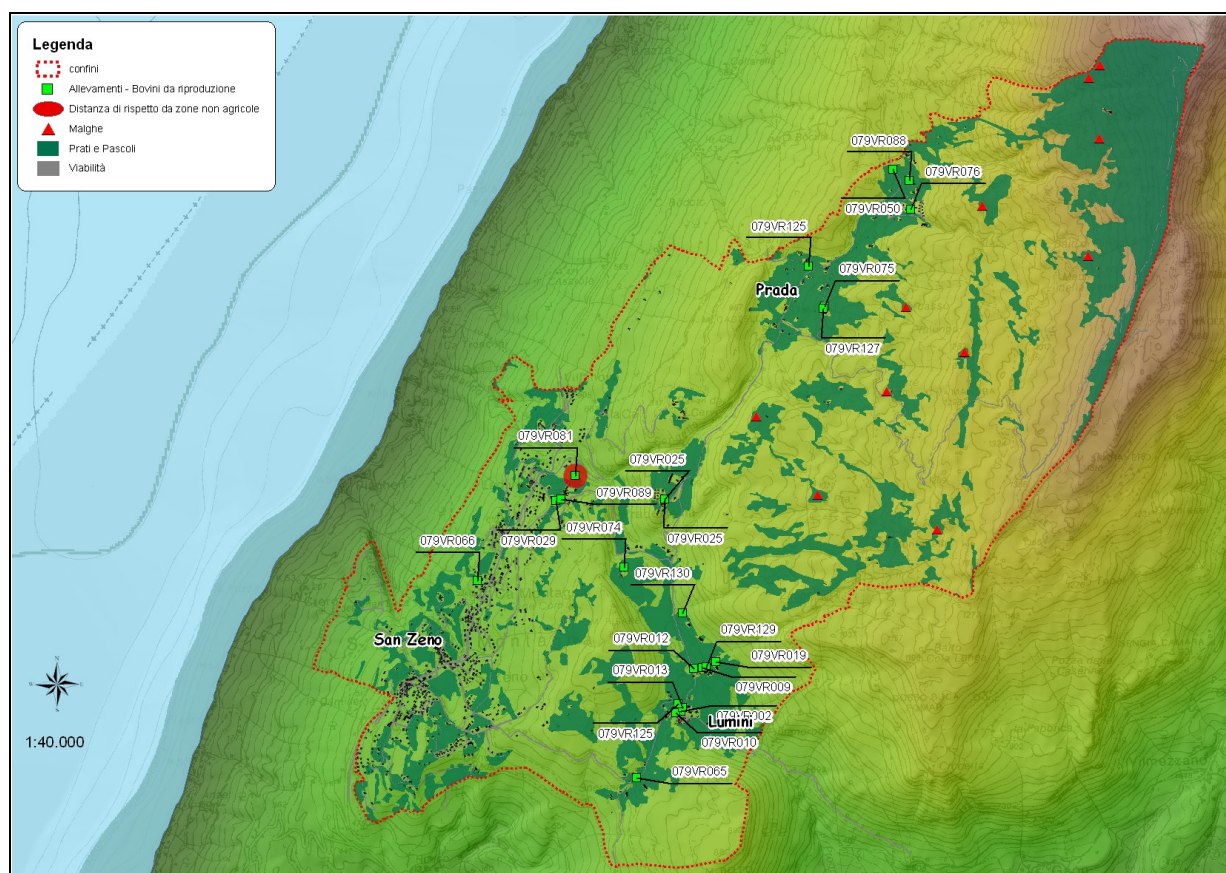 Legenda
confini
Allevamenti - Bovini da riproduzione
Distanza di rispetto da zone non agricole
Malghe
Prati e Pascoli
Viabilità
079VR088
079VR076
079VR050
079VR125
079VR075
Prada
079VR127
079VR081
079VR025
079VR089
079VR074
079VR029
079VR025
079VR066
079VR130
San Zeno
079VR012
079VR129
079VR019
079VR013
079VR009
079VR002
Lumini
079VR125
079VR010
1:40.000
079VR065